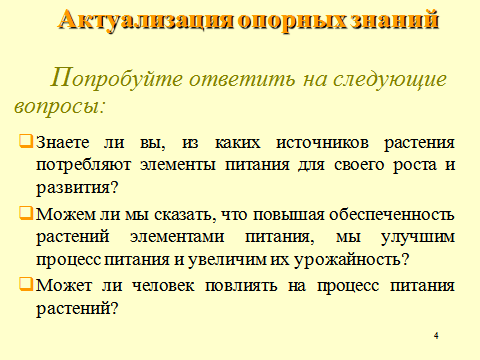 Актуализация опорных знаний
Попробуйте ответить на следующие
вопросы:
Знаете ли вы, из каких источников растения
потребляют элементы питания для своего роста и
развития?
Можем ли мы сказать, что повышая обеспеченность
растений элементами питания, мы улучшим
процесс питания и увеличим их урожайность?
Может ли человек повлиять на процесс питания
растений?
4